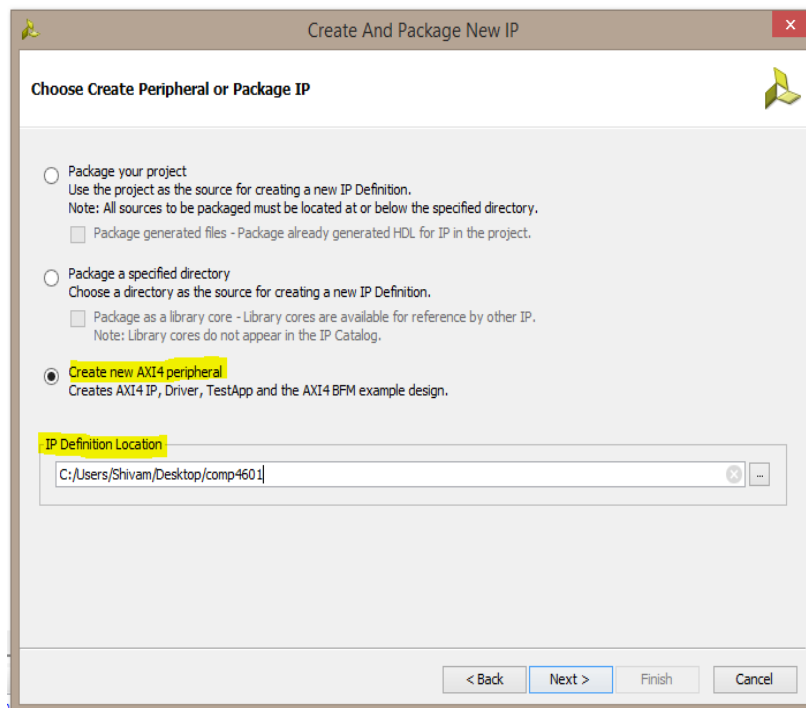 Create And Package New IP
Choose Create Peripheral or Package IP
Package your project
Use the project as the source for creating a new IP Definition.
Note: All sources to be packaged must be located at or below the specified directory.
Package generated files - Package already generated HDL for IP in the project.
Package a specified directory
Choose a directory as the source for creating a new IP Definition.
Package as a library core - Library cores are available for reference by other IP.
Note: Library cores do not appear in the IP Catalog.
Create new AXI4 peripheral
Creates AXI4 IP, Driver, TestApp and the AXI4 BFM example design.
IP Definition Location
C:/Users/Shivam/Desktop/comp4601
...
< Back Next > Finish Cancel